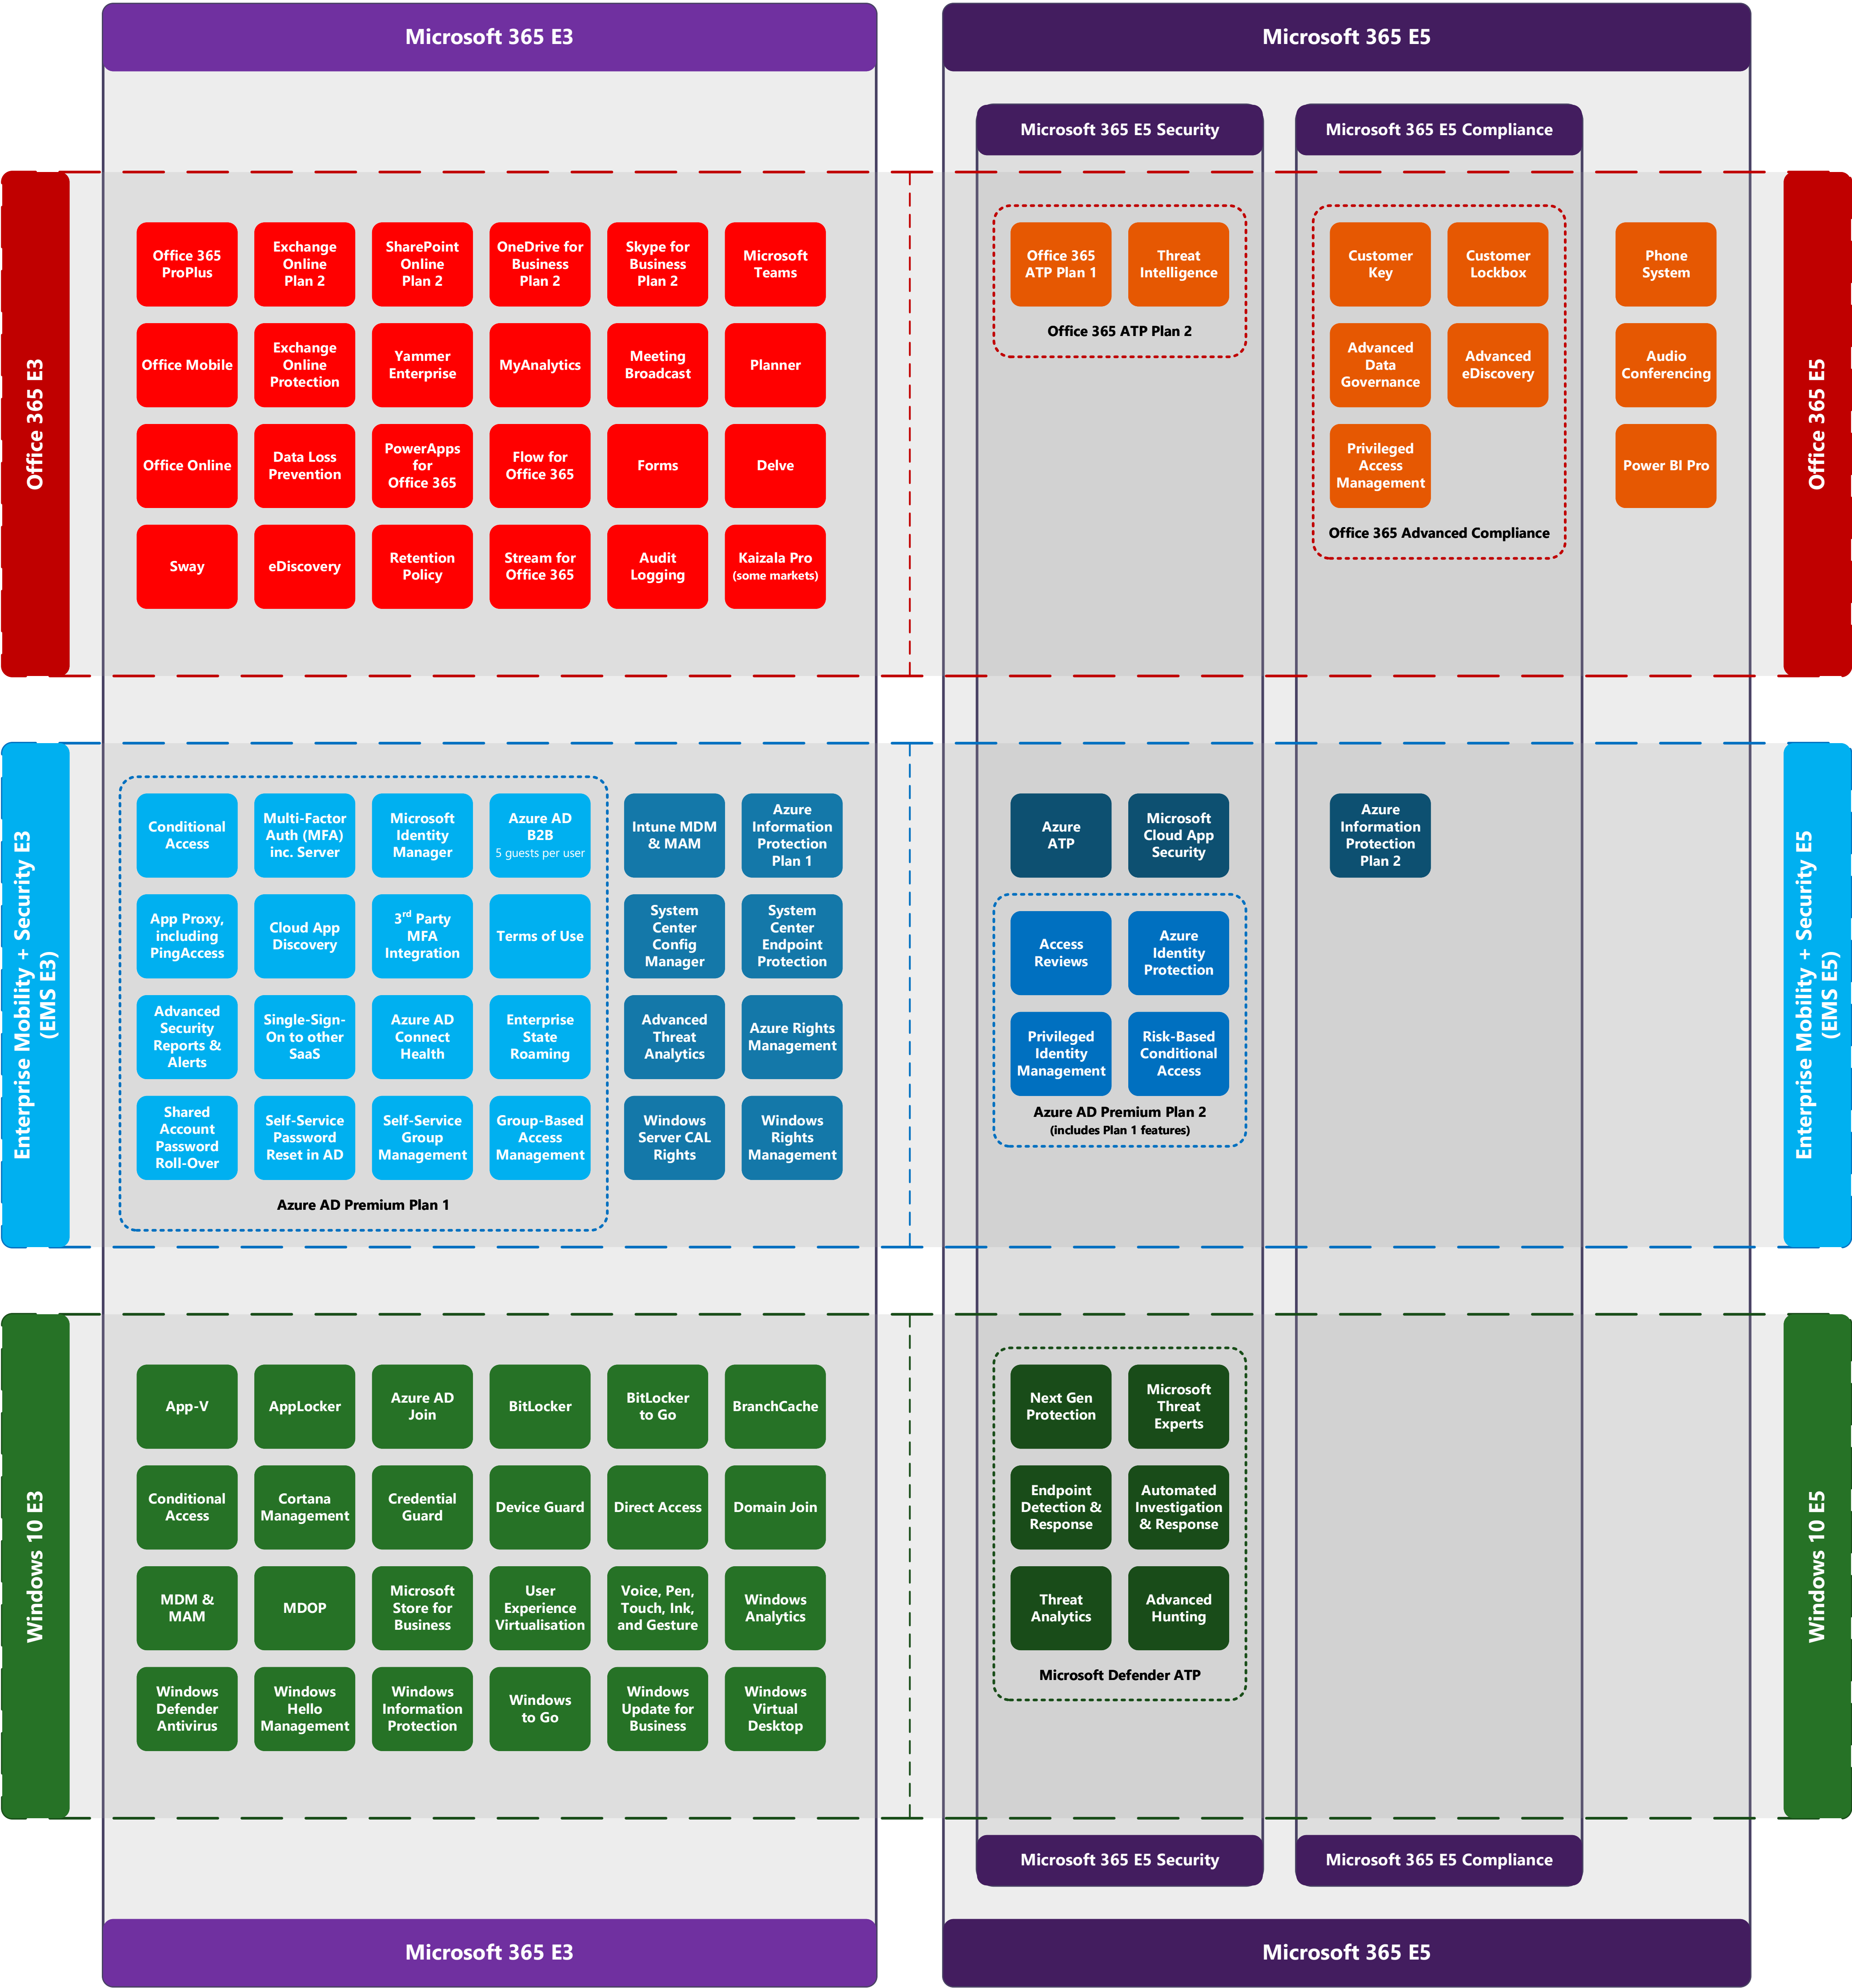 Microsoft 365 E3
Microsoft 365 E5
Microsoft 365 E5 Security
Microsoft 365 E5 Compliance
Office 365 E3
Office 365
ProPlus
Exchange
Online
Plan 2
SharePoint
Online
Plan 2
OneDrive for
Business
Plan 2
Skype for
Business
Plan 2
Microsoft
Teams
Office Mobile
Exchange
Online
Protection
Yammer
Enterprise
MyAnalytics
Meeting
Broadcast
Planner
Office Online
Data Loss
Prevention
PowerApps
for
Office 365
Flow for
Office 365
Forms
Delve
Sway
eDiscovery
Retention
Policy
Stream for
Office 365
Audit
Logging
Kaizala Pro
(some markets)
Office 365
ATP Plan 1
Threat
Intelligence
Office 365 ATP Plan 2
Customer
Key
Customer
Lockbox
Advanced
Data
Governance
Advanced
eDiscovery
Privileged
Access
Management
Office 365 Advanced Compliance
Phone
System
Audio
Conferencing
Power BI Pro
Office 365 E5
Enterprise Mobility + Security E3
(EMS E3)
Conditional
Access
Multi-Factor
Auth (MFA)
inc. Server
Microsoft
Identity
Manager
Azure AD
B2B
5 guests per user
Intune MDM
& MAM
Azure
Information
Protection
Plan 1
App Proxy,
including
PingAccess
Cloud App
Discovery
3rd Party
MFA
Integration
Terms of Use
System
Center
Config
Manager
System
Center
Endpoint
Protection
Advanced
Security
Reports &
Alerts
Single-Sign-
On to other
SaaS
Azure AD
Connect
Health
Enterprise
State
Roaming
Advanced
Threat
Analytics
Azure Rights
Management
Shared
Account
Password
Roll-Over
Self-Service
Password
Reset in AD
Self-Service
Group
Management
Group-Based
Access
Management
Windows
Server CAL
Rights
Windows
Rights
Management
Azure AD Premium Plan 1
Azure
ATP
Microsoft
Cloud App
Security
Access
Reviews
Azure
Identity
Protection
Privileged
Identity
Management
Risk-Based
Conditional
Access
Azure AD Premium Plan 2
(includes Plan 1 features)
Azure
Information
Protection
Plan 2
Enterprise Mobility + Security E5
(EMS E5)
Windows 10 E3
App-V
AppLocker
Azure AD
Join
BitLocker
BitLocker
to Go
BranchCache
Conditional
Access
Cortana
Management
Credential
Guard
Device Guard
Direct Access
Domain Join
MDM &
MAM
MDOP
Microsoft
Store for
Business
User
Experience
Virtualisation
Voice, Pen,
Touch, Ink,
and Gesture
Windows
Analytics
Windows
Defender
Antivirus
Windows
Hello
Management
Windows
Information
Protection
Windows
to Go
Windows
Update for
Business
Windows
Virtual
Desktop
Next Gen
Protection
Microsoft
Threat
Experts
Endpoint
Detection &
Response
Automated
Investigation
& Response
Threat
Analytics
Advanced
Hunting
Microsoft Defender ATP
Windows 10 E5
Microsoft 365 E5 Security
Microsoft 365 E5 Compliance
Microsoft 365 E3
Microsoft 365 E5